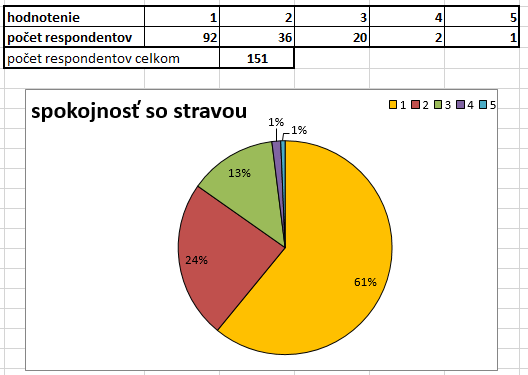 hodnotenie 1 2 3 4 5
počet respondentov 92 36 20 2 1
počet respondentov celkom 151
spokojnosť so stravou
1 2 3 4 5
1%
1%
13%
24%
61%